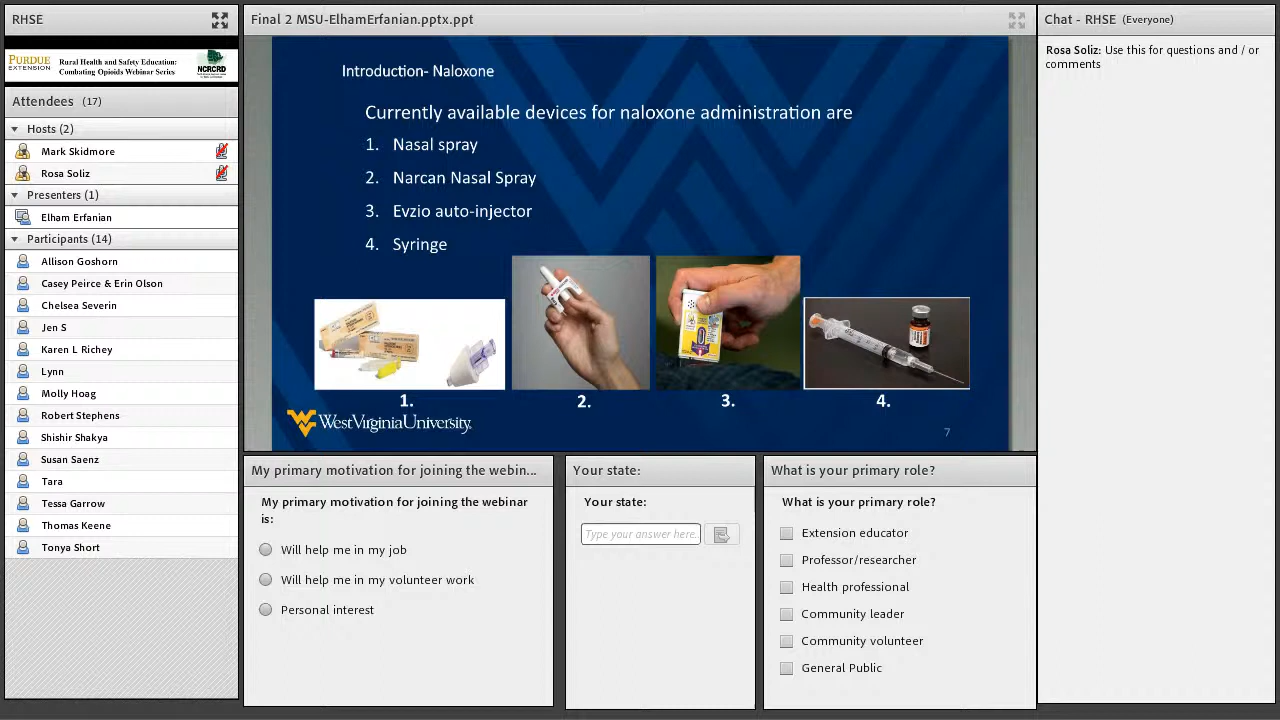 RHSE
PURDUE
EXTENSION
Rural Health and Safety Education:
Combating Opioids Webinar Series
NCRCRD
Attendees (17)
Hosts (2)
Mark Skidmore
Rosa Soliz
Presenters (1)
Elham Erfanian
Participants (14)
Allison Goshorn
Casey Peirce & Erin Olson
Chelsea Severin
Jen S
Karen L Richey
Lynn
Molly Hoag
Robert Stephens
Shishir Shakya
Susan Saenz
Tara
Tessa Garrow
Thomas Keene
Tonya Short
Final 2 MSU-ElhamErfanian.pptx.ppt
Introduction- Naloxone
Currently available devices for naloxone administration are
1. Nasal spray
2. Narcan Nasal Spray
3. Evzio auto-injector
4. Syringe
1.
2.
3.
4.
WestVirginiaUniversity.
7
My primary motivation for joining the webin...
My primary motivation for joining the webinar
is:
Will help me in my job
Will help me in my volunteer work
Personal interest
Your state:
Your state:
Type your answer here..
What is your primary role?
What is your primary role?
Extension educator
Professor/researcher
Health professional
Community leader
Community volunteer
General Public
Chat - RHSE (Everyone)
Rosa Soliz: Use this for questions and / or
comments